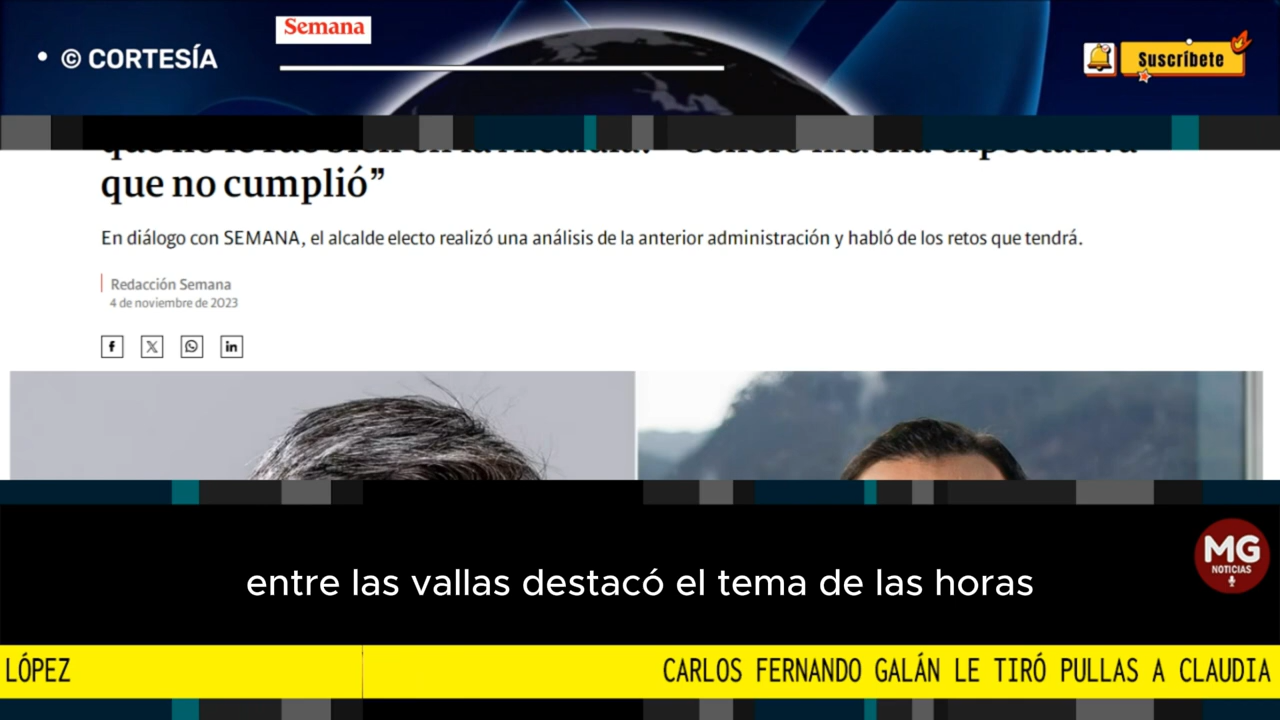 Semana
© CORTESÍA
Suscríbete
que no cumplió”
En diálogo con SEMANA, el alcalde electo realizó una análisis de la anterior administración y habló de los retos que tendrá.
Redacción Semana
4 de noviembre de 2023
MG
NOTICIAS
entre las vallas destacó el tema de las horas
LÓPEZ
CARLOS FERNANDO GALÁN LE TIRÓ PULLAS A CLAUDIA